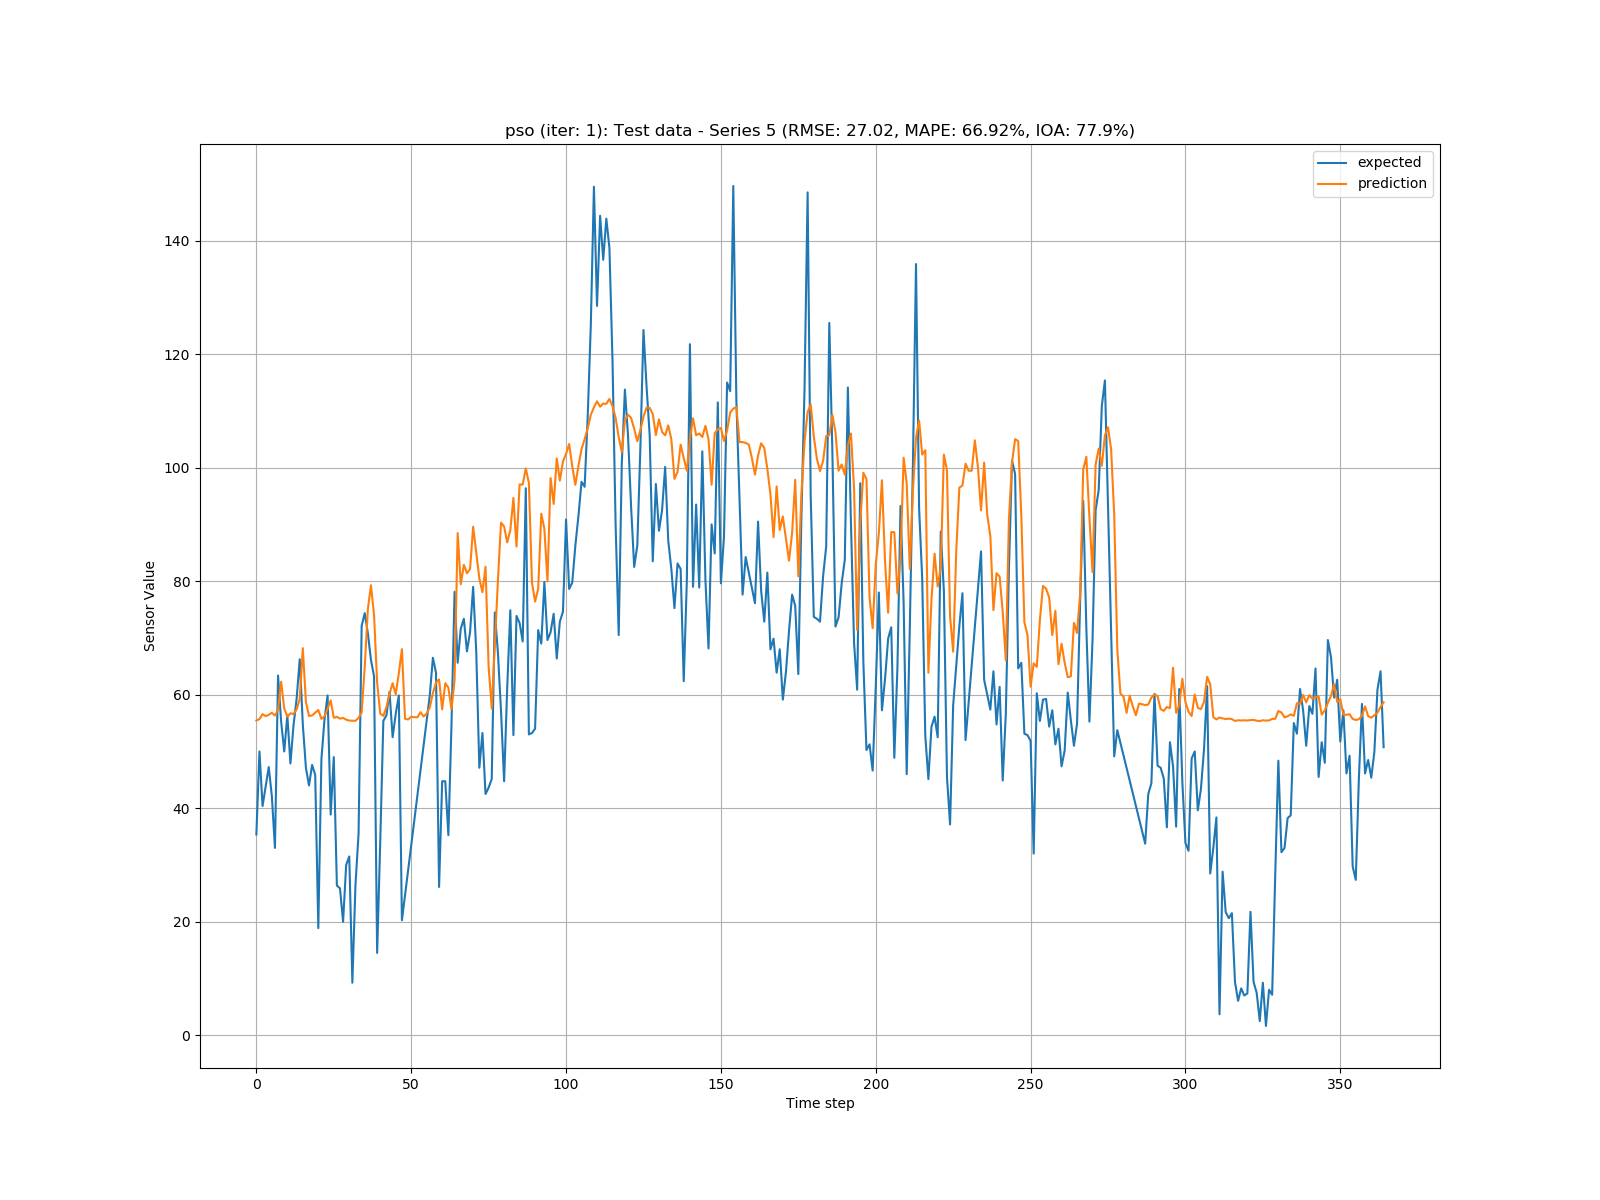 pso (iter: 1): Test data - Series 5 (RMSE: 27.02, MAPE: 66.92%, IOA: 77.9%)
expected
prediction
140
120
100
80
60
40
20
0
Sensor Value
0 50 100 150 200 250 300 350
Time step